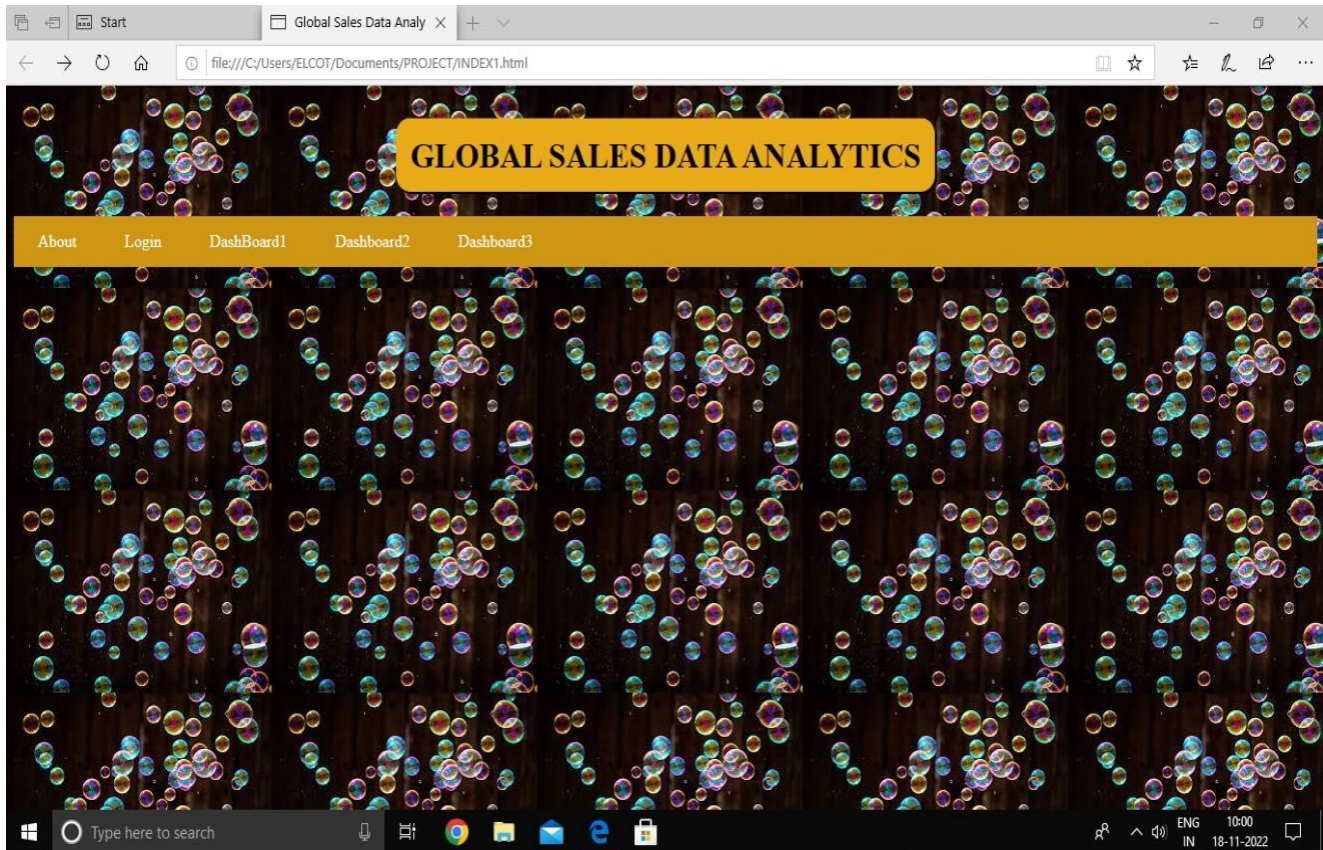 Start
Global Sales Data Analy
file:///C:/Users/ELCOT/Documents/PROJECT/INDEX1.html
GLOBAL SALES DATA ANALYTICS
About Login DashBoard1 Dashboard2 Dashboard3
Type here to search
ENG 10:00
IN 18-11-2022